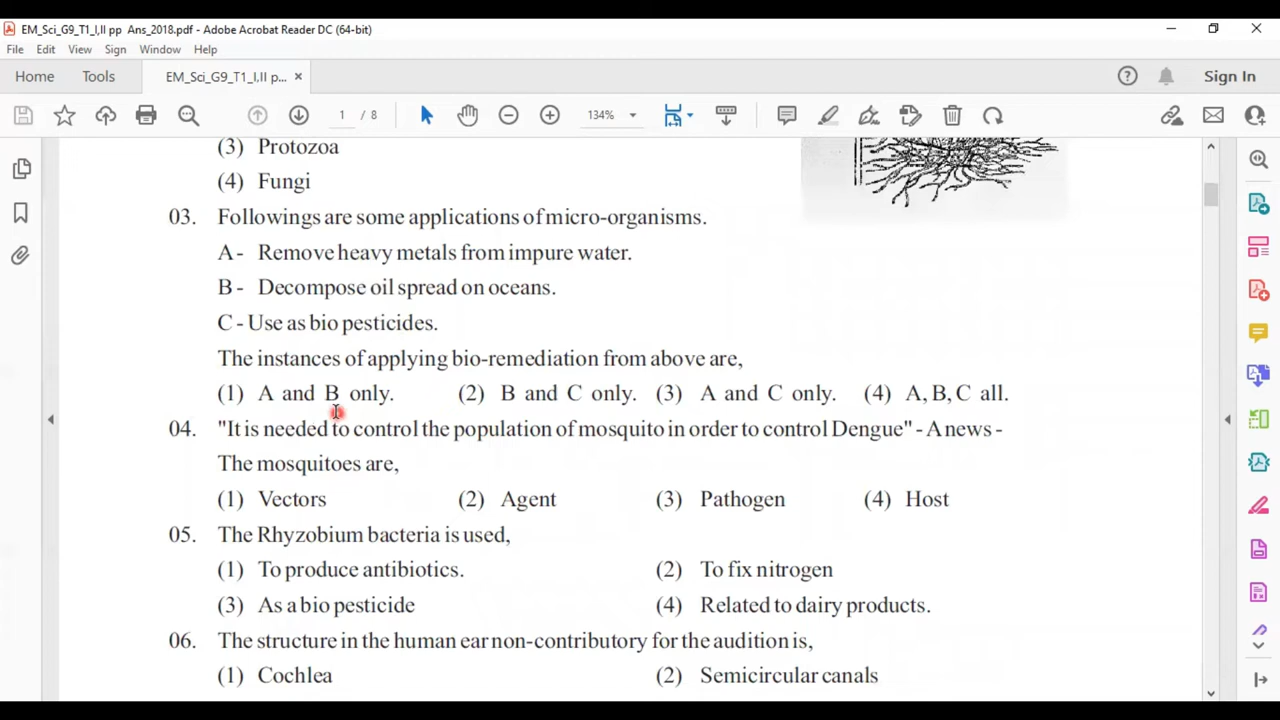 EM_Sci_G9_T1_I,II pp Ans_2018.pdf - Adobe Acrobat Reader DC (64-bit)
File Edit View Sign Window Help
Home Tools EM_Sci_G9_T1_I,II p... × Sign In
1 / 8 134%
(3) Protozoa
(4) Fungi
03. Followings are some applications of micro-organisms.
A - Remove heavy metals from impure water.
B - Decompose oil spread on oceans.
C - Use as bio pesticides.
The instances of applying bio-remediation from above are,
(1) A and B only. (2) B and C only. (3) A and C only. (4) A, B, C all.
04. "It is needed to control the population of mosquito in order to control Dengue" - A news -
The mosquitoes are,
(1) Vectors (2) Agent (3) Pathogen (4) Host
05. The Rhyzobium bacteria is used,
(1) To produce antibiotics. (2) To fix nitrogen
(3) As a bio pesticide (4) Related to dairy products.
06. The structure in the human ear non-contributory for the audition is,
(1) Cochlea (2) Semicircular canals